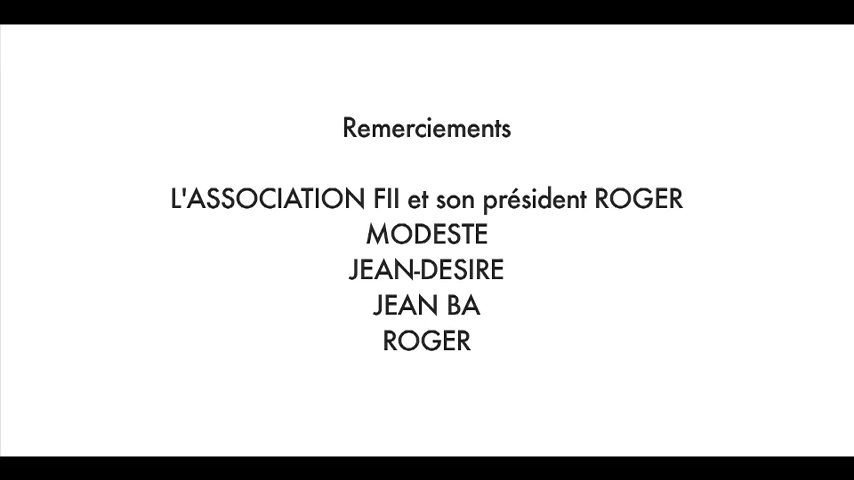 Remerciements
L'ASSOCIATION FII et son président ROGER
MODESTE
JEAN-DESIRE
JEAN BA
ROGER